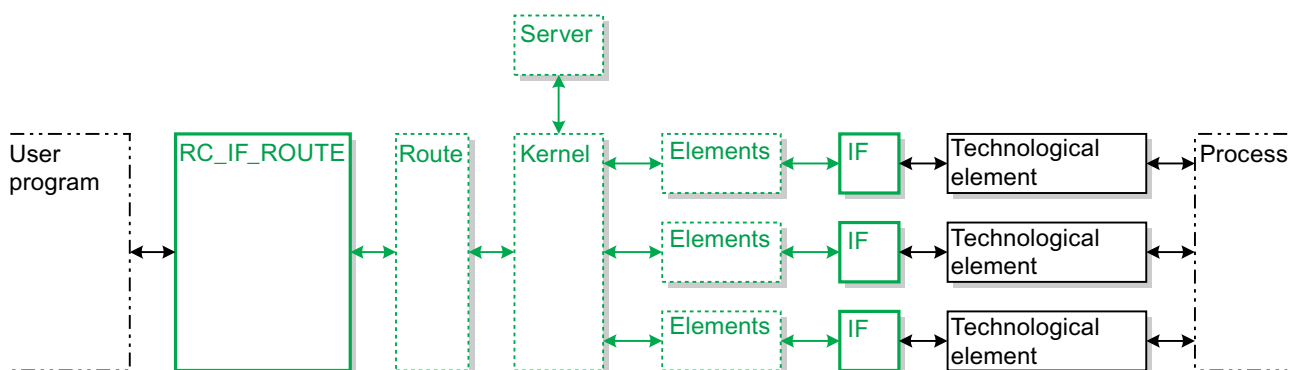 Server
User
program
RC_IF_ROUTE
Route
Kernel
Elements
IF
Technological
element
Process
Elements
IF
Technological
element
Elements
IF
Technological
element